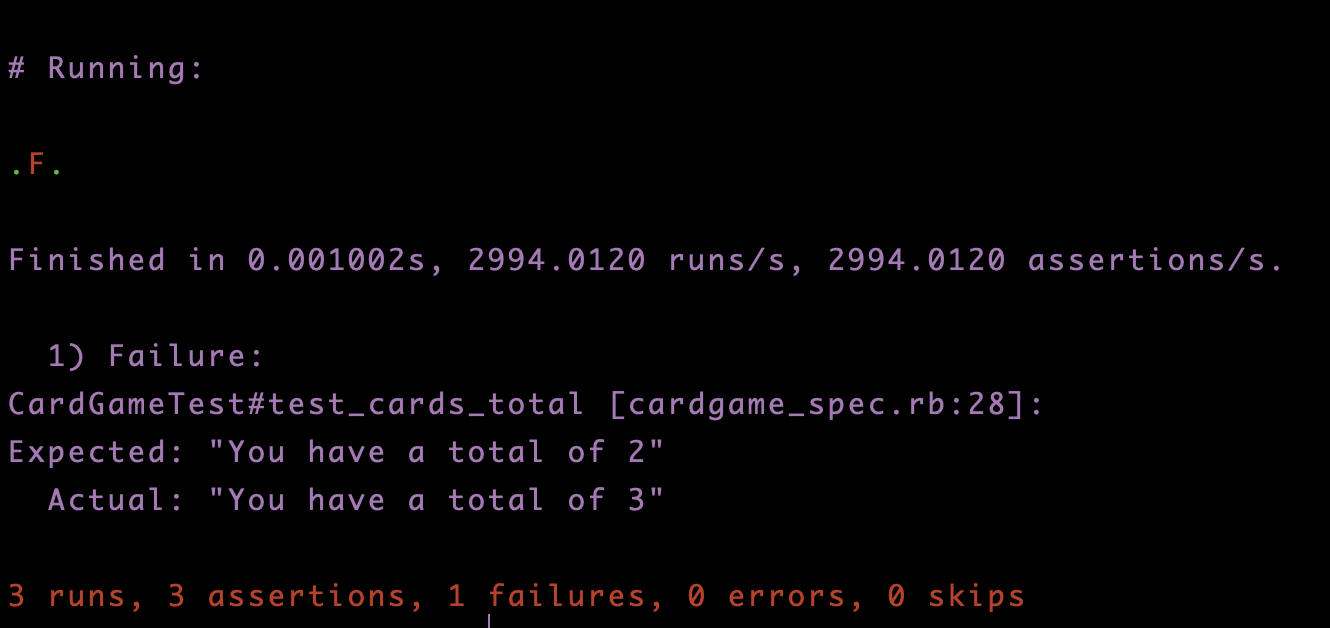 # Running:
.F.
Finished in 0.001002s, 2994.0120 runs/s, 2994.0120 assertions/s.
1) Failure:
CardGameTest#test_cards_total [cardgame_spec.rb:28]:
Expected: "You have a total of 2"
Actual: "You have a total of 3"
3 runs, 3 assertions, 1 failures, 0 errors, 0 skips